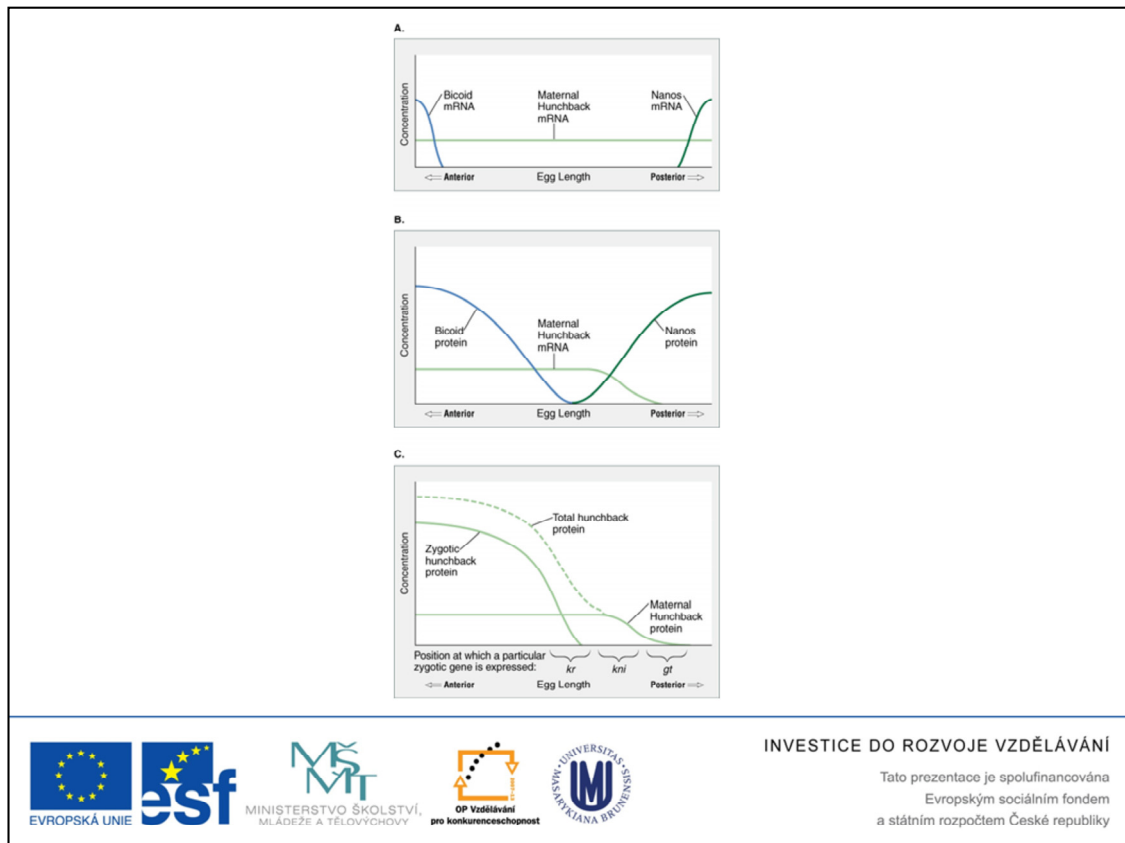 A.
Concentration
Bicoid
mRNA
Maternal
Hunchback
mRNA
Nanos
mRNA
⇐ Anterior
Egg Length
Posterior ⇒
B.
Concentration
Bicoid
protein
Maternal
Hunchback
mRNA
Nanos
protein
⇐ Anterior
Egg Length
Posterior ⇒
C.
Concentration
Total hunchback
protein
Zygotic
hunchback
protein
Maternal
Hunchback
protein
Position at which a particular
zygotic gene is expressed:
kr
kni
gt
⇐ Anterior
Egg Length
Posterior ⇒
EVROPSKÁ UNIE
esf
MŠMT
MINISTERSTVO ŠKOLSTVÍ,
MLÁDEŽE A TĚLOVÝCHOVY
OP Vzdělávání
pro konkurenceschopnost
UNIVERSITAS
MASARYKIANA BRUNENSIS
INVESTICE DO ROZVOJE VZDĚLÁVÁNÍ
Tato prezentace je spolufinancována
Evropským sociálním fondem
a státním rozpočtem České republiky